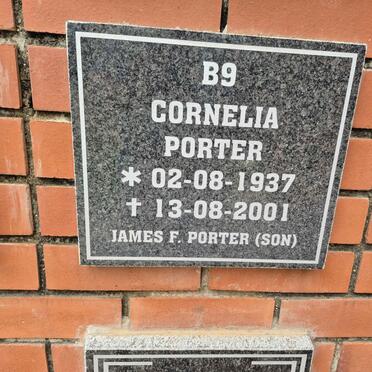 B9
CORNELIA
PORTER
* 02-08-1937
† 13-08-2001
JAMES F. PORTER (SON)